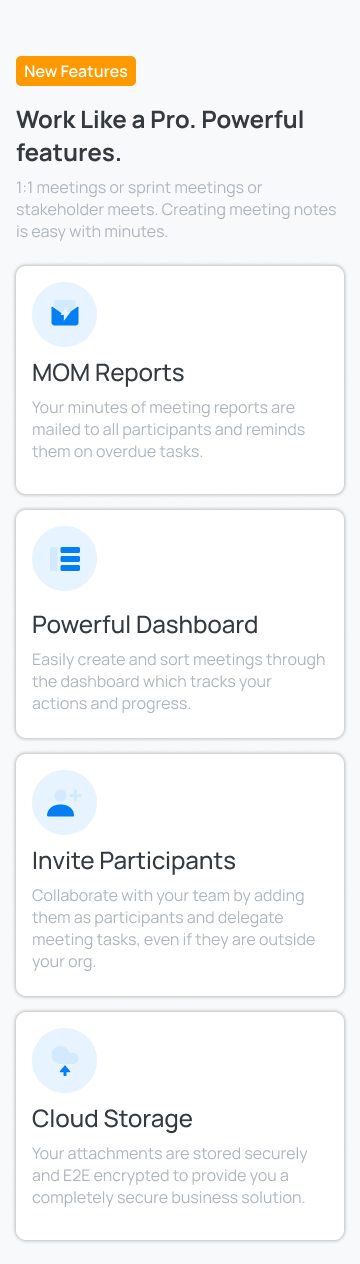 New Features
Work Like a Pro. Powerful
features.
1:1 meetings or sprint meetings or
stakeholder meets. Creating meeting notes
is easy with minutes.
MOM Reports
Your minutes of meeting reports are
mailed to all participants and reminds
them on overdue tasks.
Powerful Dashboard
Easily create and sort meetings through
the dashboard which tracks your
actions and progress.
Invite Participants
Collaborate with your team by adding
them as participants and delegate
meeting tasks, even if they are outside
your org.
Cloud Storage
Your attachments are stored securely
and E2E encrypted to provide you a
completely secure business solution.